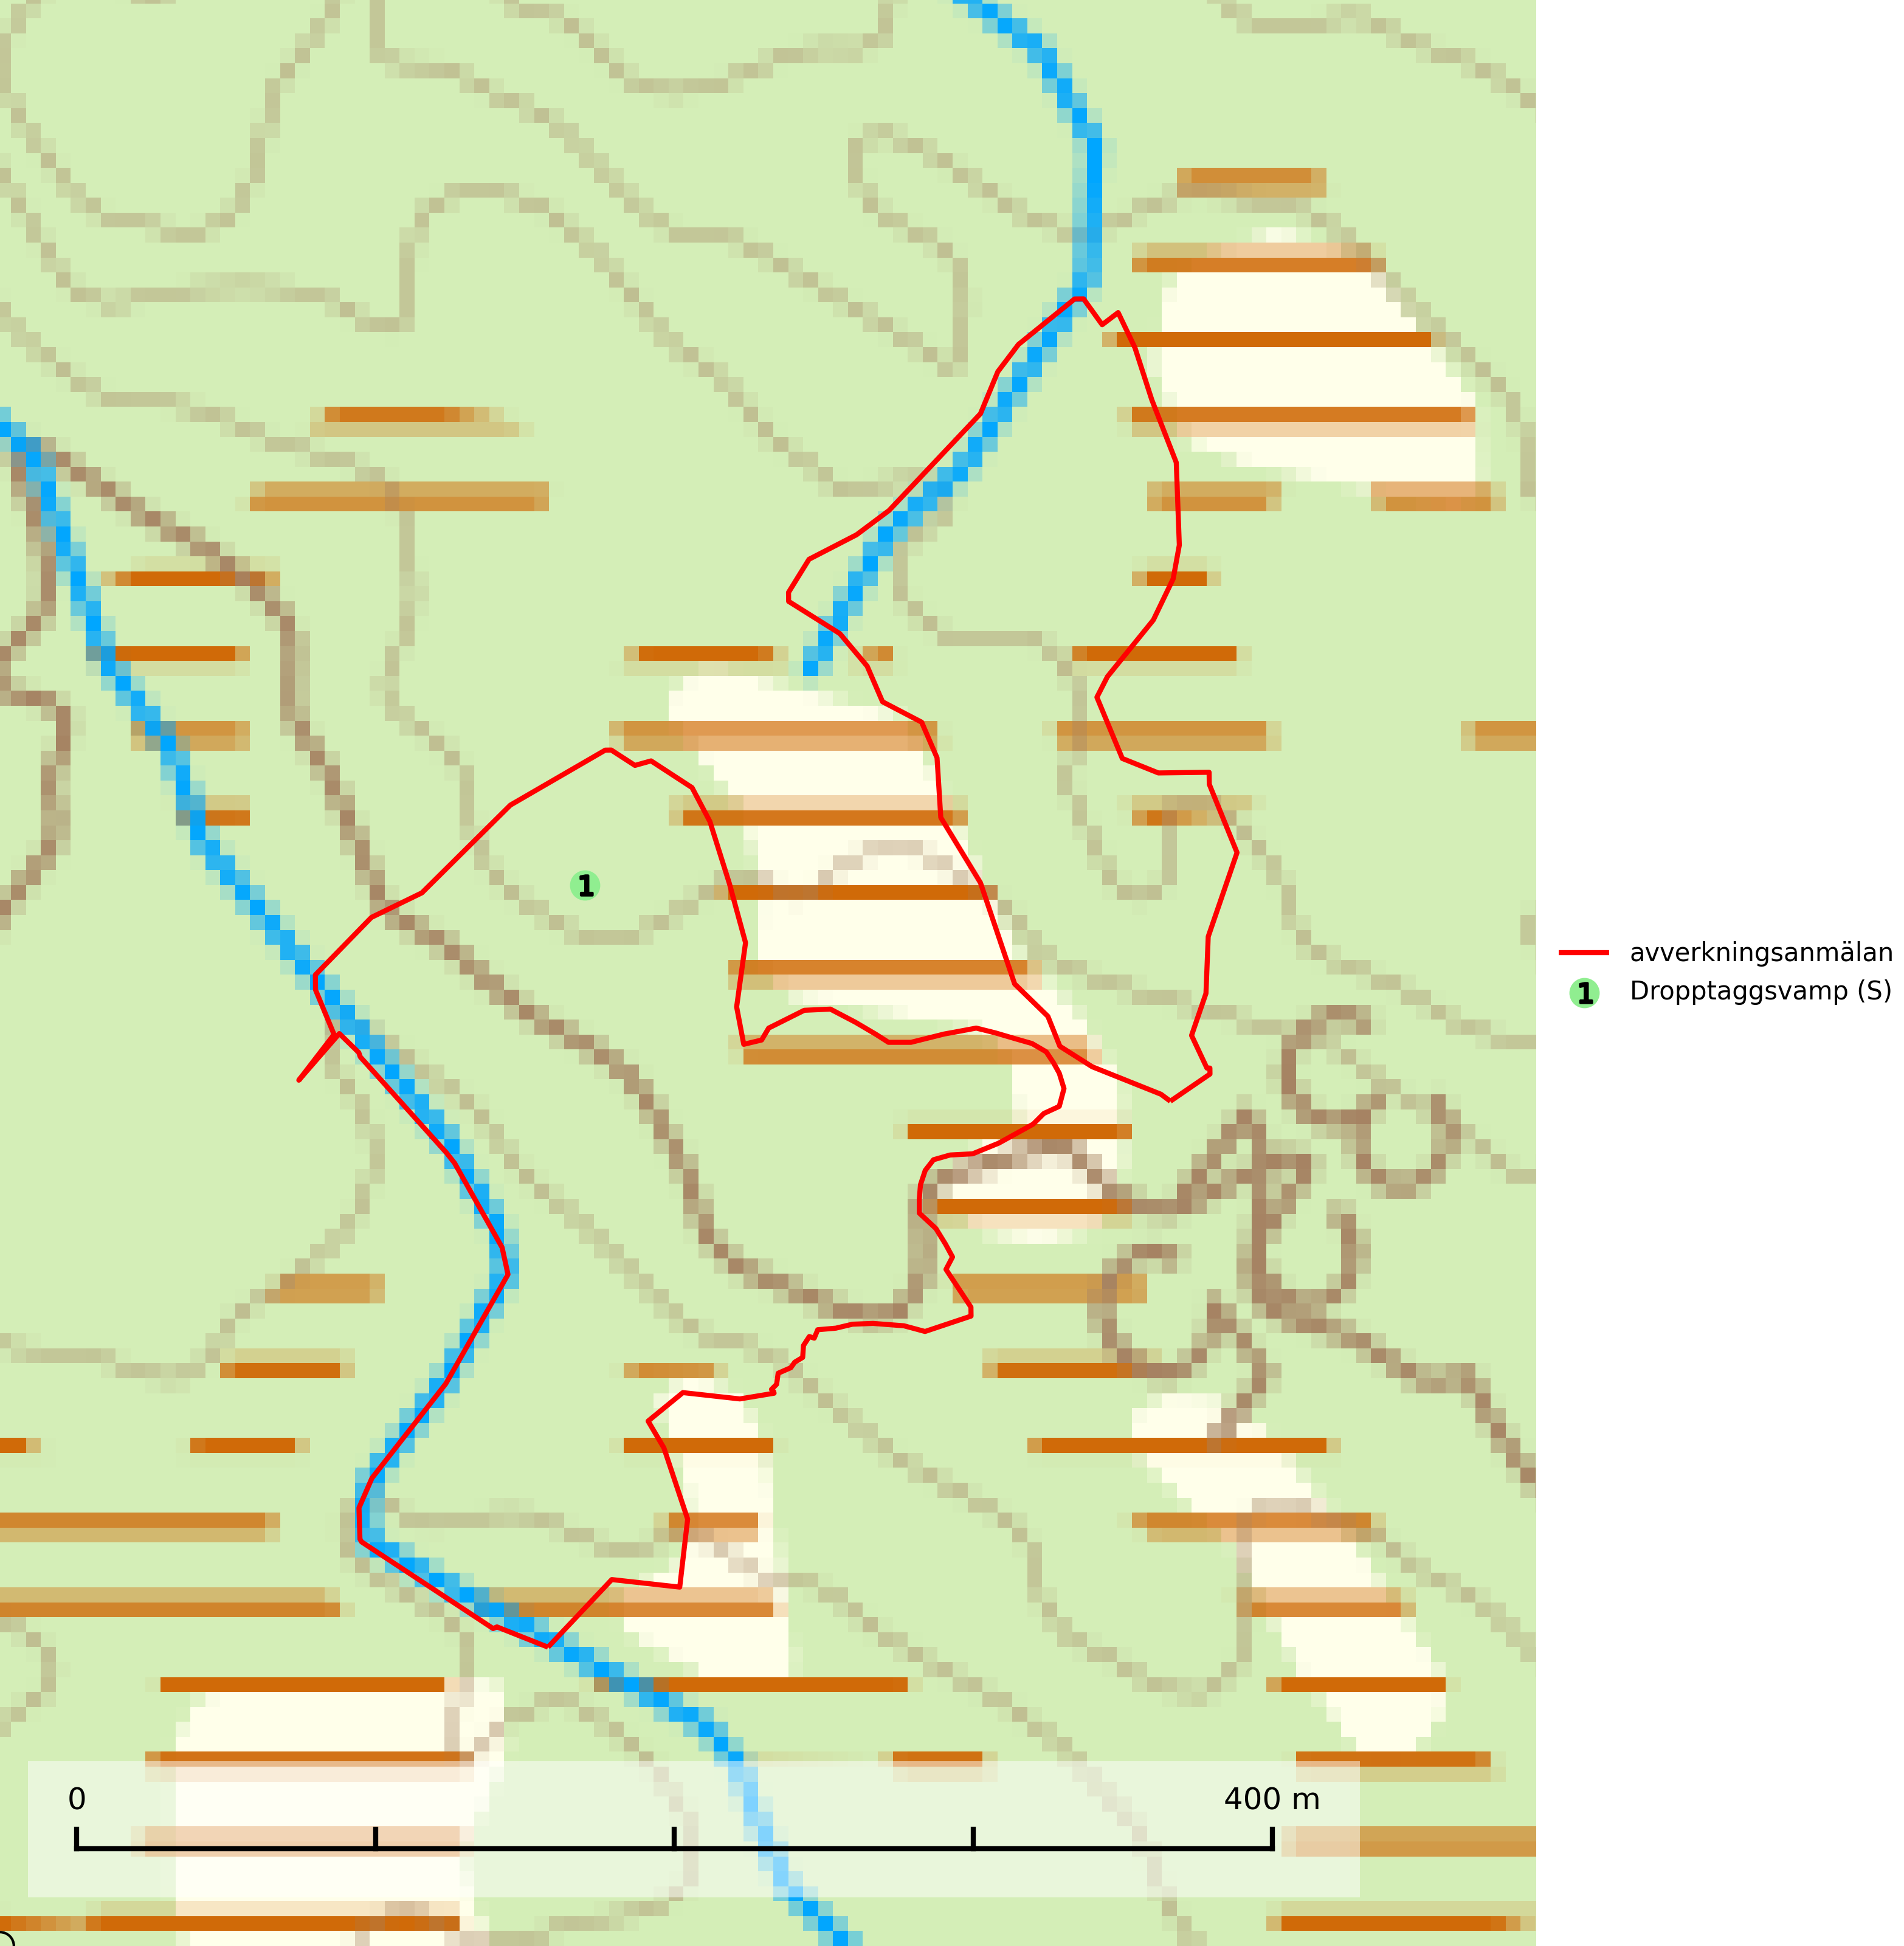 1
avverkningsanmälan
1 Dropptaggsvamp (S)
0 400 m